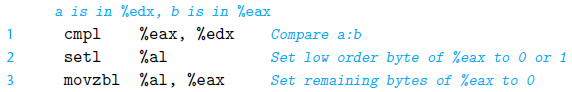 a is in %edx, b is in %eax
1 cmpl %eax, %edx Compare a:b
2 setl %al Set low order byte of %eax to 0 or 1
3 movzbl %al, %eax Set remaining bytes of %eax to 0